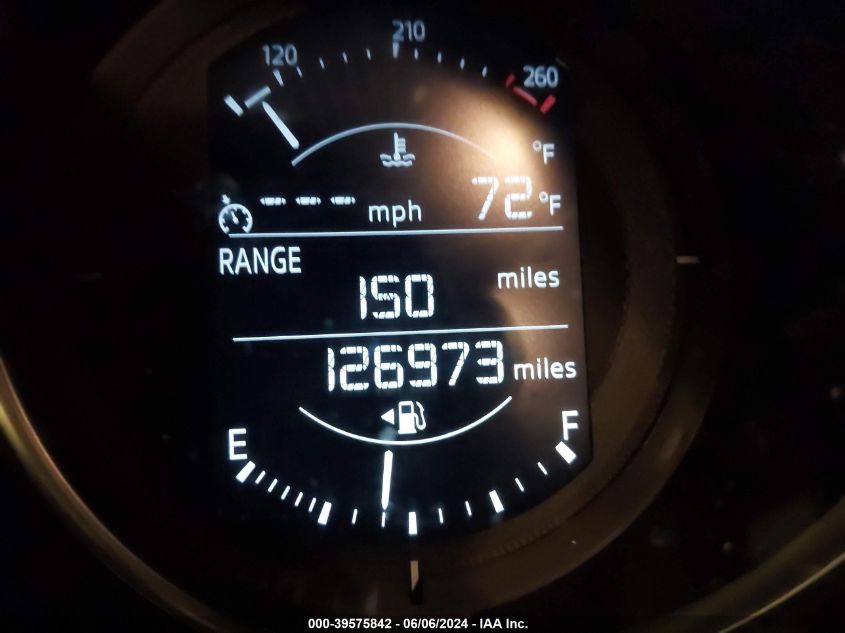 120 210 260
°F
--- mph 72°F
RANGE
150 miles
126973 miles
E F
000-39575842 - 06/06/2024 - IAA Inc.